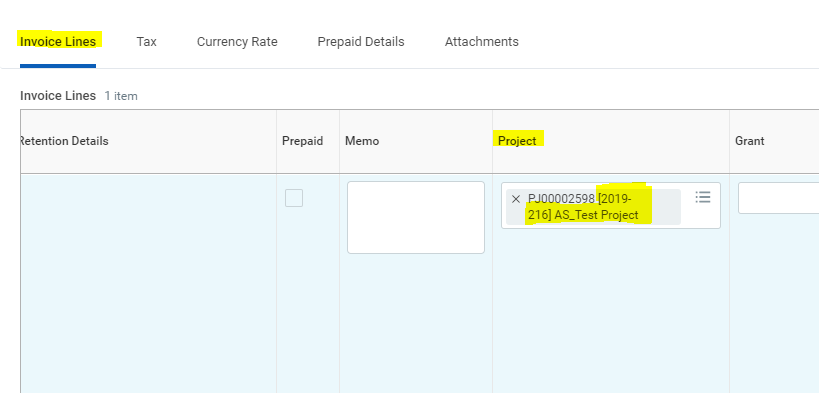 Invoice Lines Tax Currency Rate Prepaid Details Attachments
Invoice Lines 1 item
Retention Details Prepaid Memo Project Grant
× PJ00002598 [2019-
216] AS_Test Project